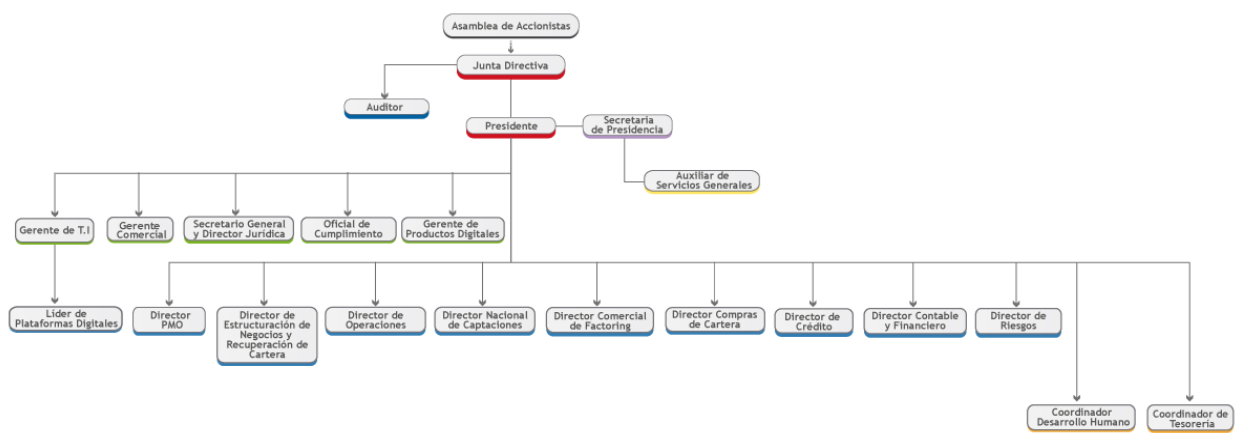 Asamblea de Accionistas
Junta Directiva
Auditor
Presidente
Secretaria
de Presidencia
Auxiliar de
Servicios Generales
Gerente de T.I
Gerente
Comercial
Secretario General
y Director Jurídica
Oficial de
Cumplimiento
Gerente de
Productos Digitales
Líder de
Plataformas Digitales
Director
PMO
Director de
Estructuración de
Negocios y
Recuperación de
Cartera
Director de
Operaciones
Director Nacional
de Captaciones
Director Comercial
de Factoring
Director Compras
de Cartera
Director de
Crédito
Director Contable
y Financiero
Director de
Riesgos
Coordinador
Desarrollo Humano
Coordinador de
Tesorería